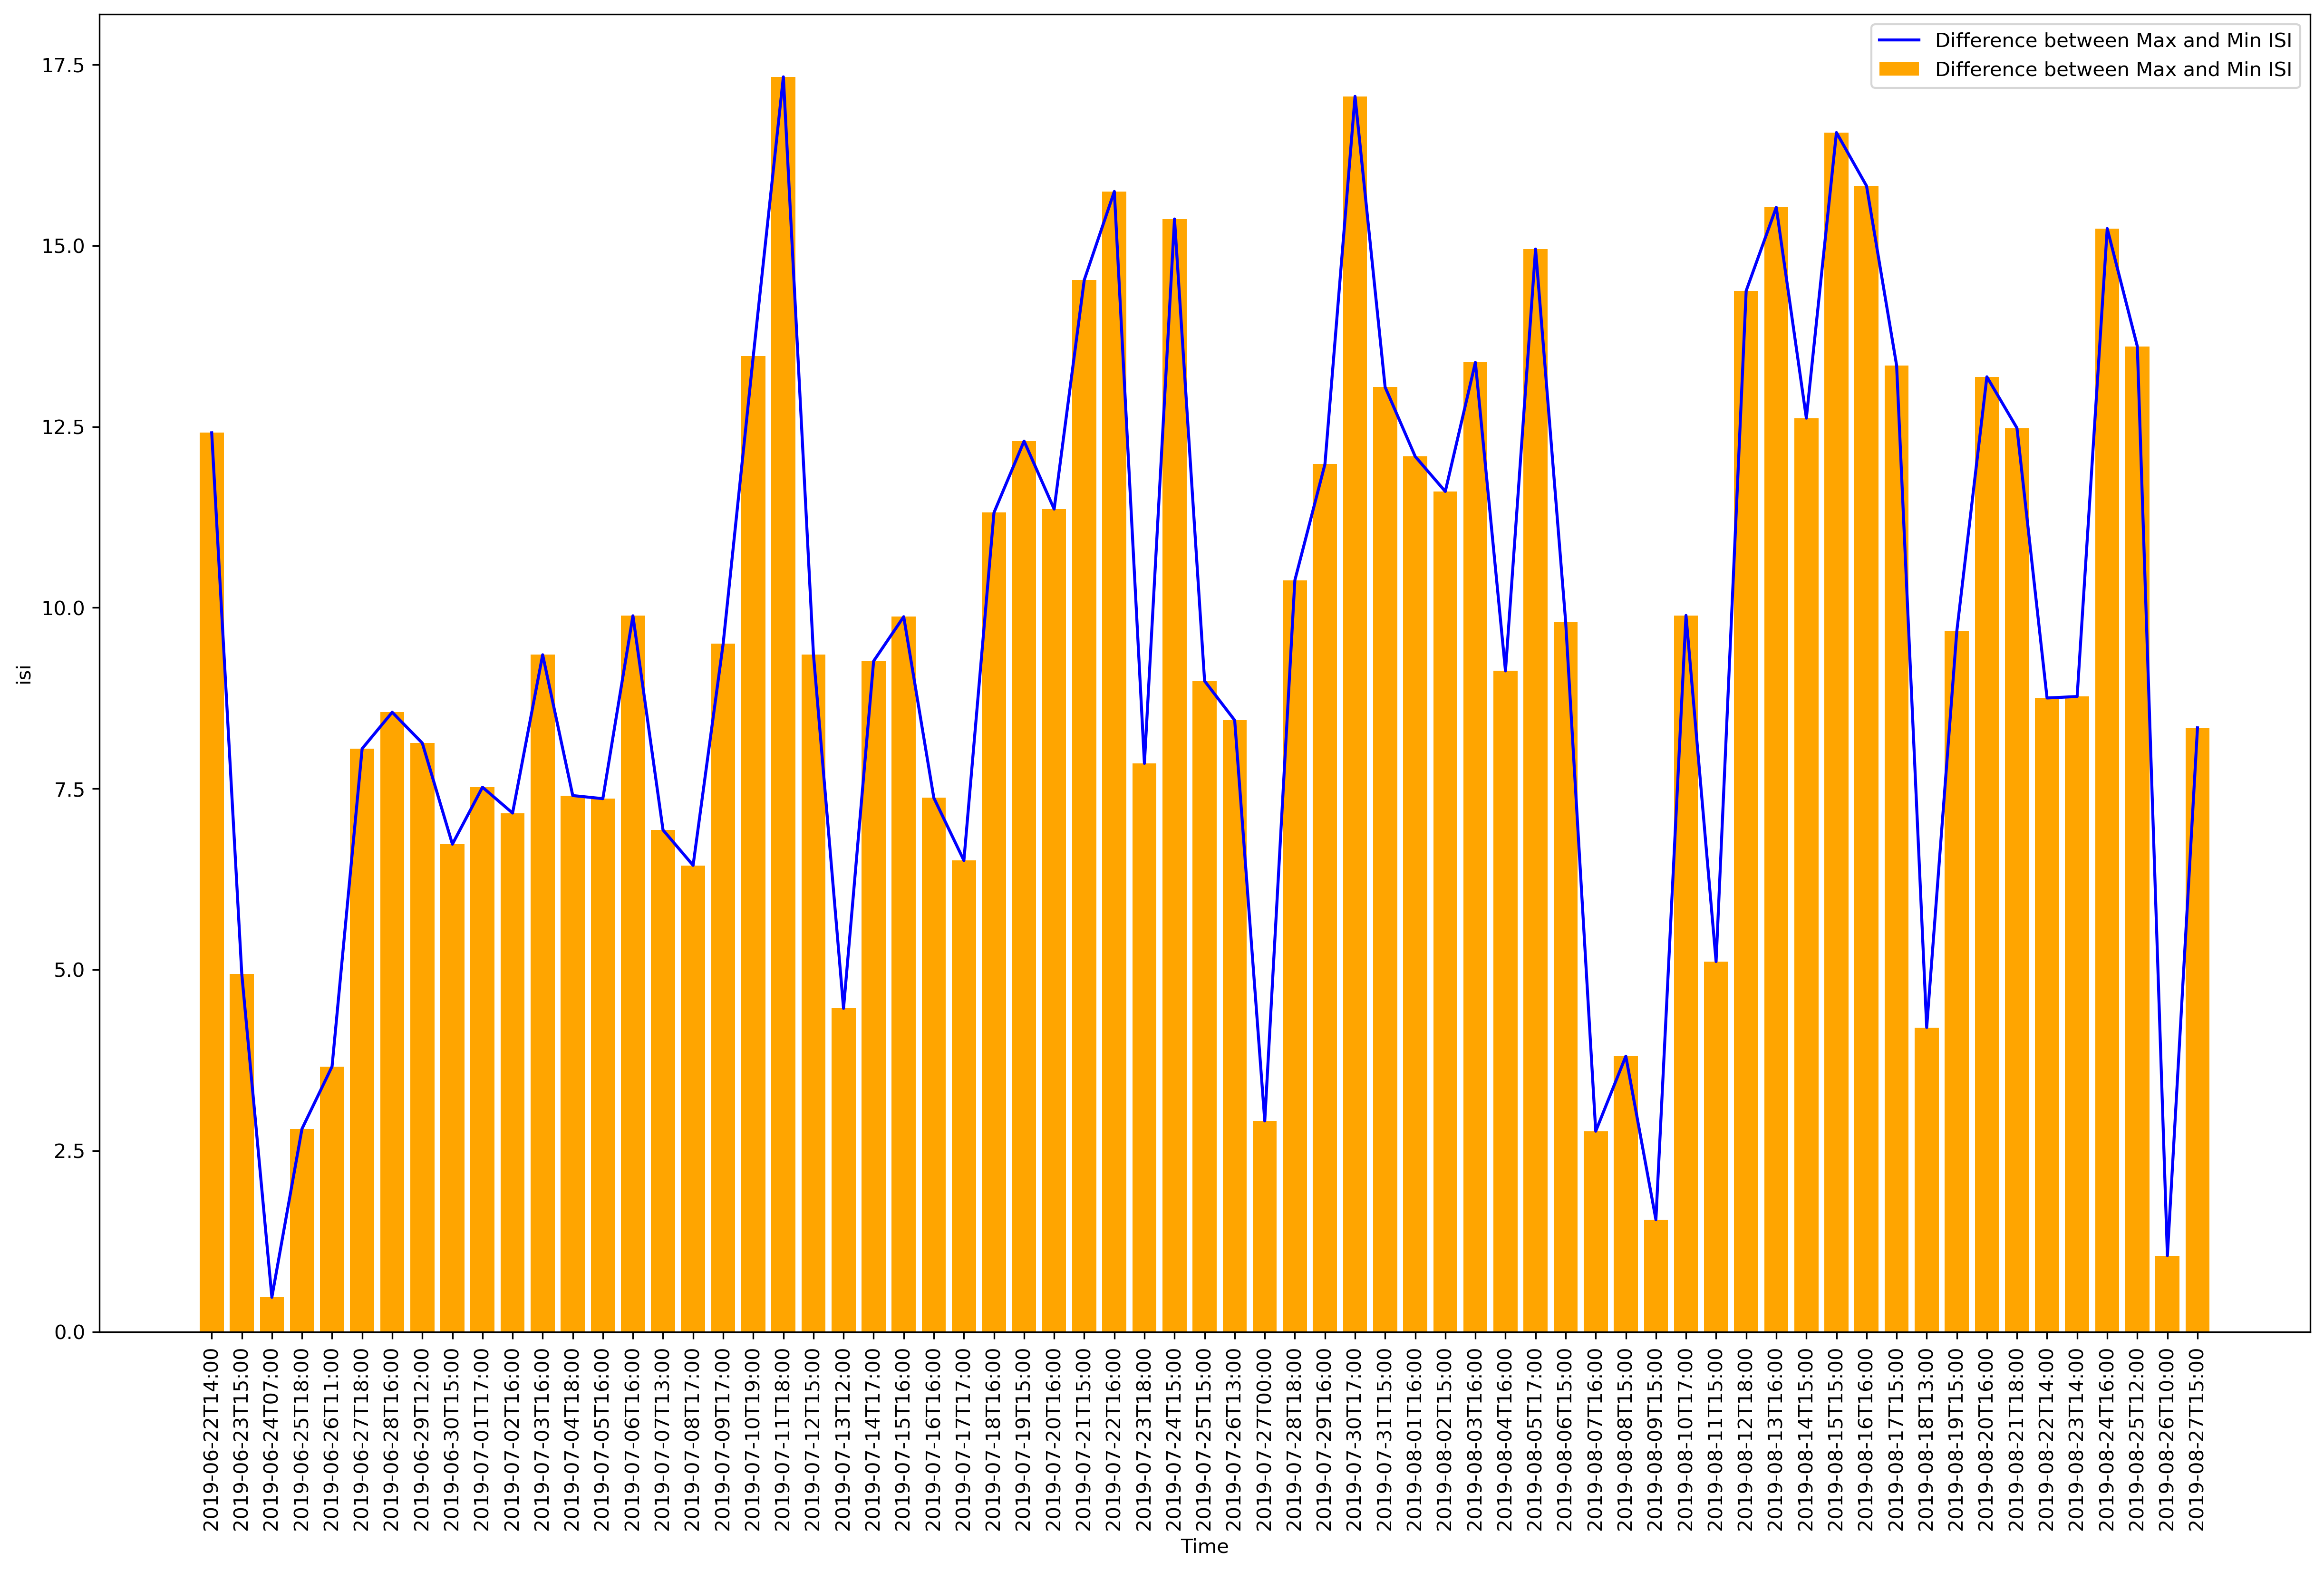 Difference between Max and Min ISI
Difference between Max and Min ISI
17.5
15.0
12.5
10.0
7.5
5.0
2.5
0.0
isi
2019-06-22T14:00
2019-06-23T15:00
2019-06-24T07:00
2019-06-25T18:00
2019-06-26T11:00
2019-06-27T18:00
2019-06-28T16:00
2019-06-29T12:00
2019-06-30T15:00
2019-07-01T17:00
2019-07-02T16:00
2019-07-03T16:00
2019-07-04T18:00
2019-07-05T16:00
2019-07-06T16:00
2019-07-07T13:00
2019-07-08T17:00
2019-07-09T17:00
2019-07-10T19:00
2019-07-11T18:00
2019-07-12T15:00
2019-07-13T12:00
2019-07-14T17:00
2019-07-15T16:00
2019-07-16T16:00
2019-07-17T17:00
2019-07-18T16:00
2019-07-19T15:00
2019-07-20T16:00
2019-07-21T15:00
2019-07-22T16:00
2019-07-23T18:00
2019-07-24T15:00
2019-07-25T15:00
2019-07-26T13:00
2019-07-27T00:00
2019-07-28T18:00
2019-07-29T16:00
2019-07-30T17:00
2019-07-31T15:00
2019-08-01T16:00
2019-08-02T15:00
2019-08-03T16:00
2019-08-04T16:00
2019-08-05T17:00
2019-08-06T15:00
2019-08-07T16:00
2019-08-08T15:00
2019-08-09T15:00
2019-08-10T17:00
2019-08-11T15:00
2019-08-12T18:00
2019-08-13T16:00
2019-08-14T15:00
2019-08-15T15:00
2019-08-16T16:00
2019-08-17T15:00
2019-08-18T13:00
2019-08-19T15:00
2019-08-20T16:00
2019-08-21T18:00
2019-08-22T14:00
2019-08-23T14:00
2019-08-24T16:00
2019-08-25T12:00
2019-08-26T10:00
2019-08-27T15:00
Time